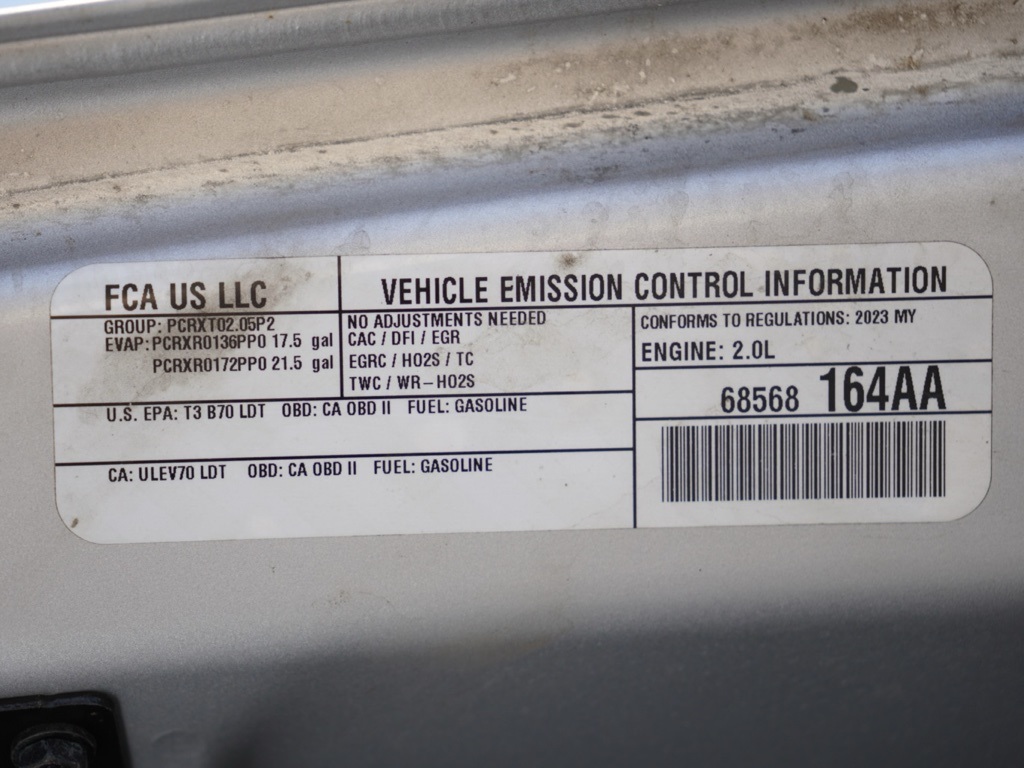 FCA US LLC
VEHICLE EMISSION CONTROL INFORMATION
GROUP: PCRXT02.05P2
EVAP: PCRXR0136PP0 17.5 gal
PCRXR0172PP0 21.5 gal
NO ADJUSTMENTS NEEDED
CAC / DFI / EGR
EGRC / HO2S / TC
TWC / WR-HO2S
CONFORMS TO REGULATIONS: 2023 MY
ENGINE: 2.0L
68568 164AA
U.S. EPA: T3 B70 LDT OBD: CA OBD II FUEL: GASOLINE
CA: ULEV70 LDT OBD: CA OBD II FUEL: GASOLINE